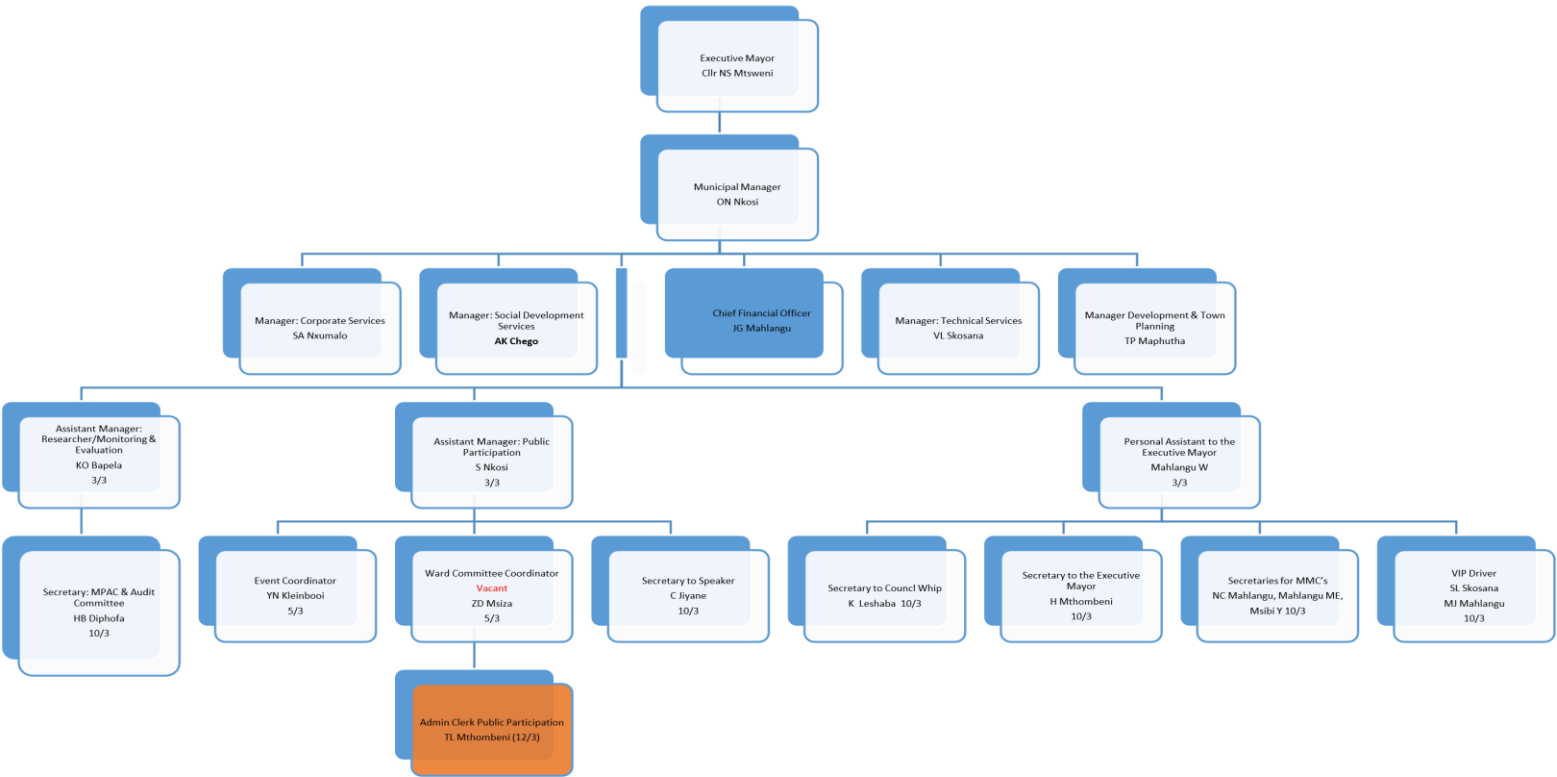 Executive Mayor
Cllr NS Mtsweni
Municipal Manager
ON Nkosi
Manager: Corporate Services
SA Nxumalo
Manager: Social Development
Services
AK Chego
Chief Financial Officer
JG Mahlangu
Manager: Technical Services
VL Skosana
Manager Development & Town
Planning
TP Maphutha
Assistant Manager:
Researcher/Monitoring &
Evaluation
KO Bapela
3/3
Assistant Manager: Public
Participation
S Nkosi
3/3
Personal Assistant to the
Executive Mayor
Mahlangu W
3/3
Secretary: MPAC & Audit
Committee
HB Diphofa
10/3
Event Coordinator
YN Kleinbooi
5/3
Ward Committee Coordinator
Vacant
ZD Msiza
5/3
Secretary to Speaker
C Jiyane
10/3
Secretary to Councl Whip
K Leshaba 10/3
Secretary to the Executive
Mayor
H Mthombeni
10/3
Secretaries for MMC's
NC Mahlangu, Mahlangu ME,
Msibi Y 10/3
VIP Driver
SL Skosana
MJ Mahlangu
10/3
Admin Clerk Public Participation
TL Mthombeni (12/3)